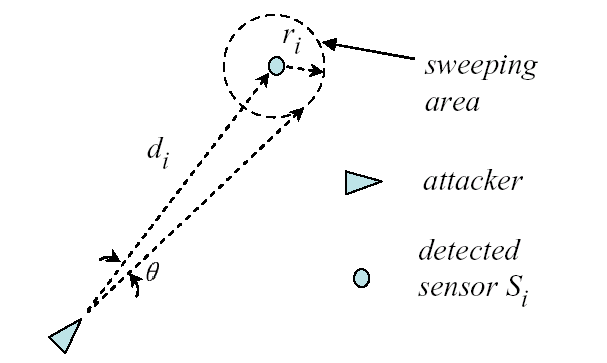 r_i
sweeping
area
d_i
attacker
θ
detected
sensor S_i